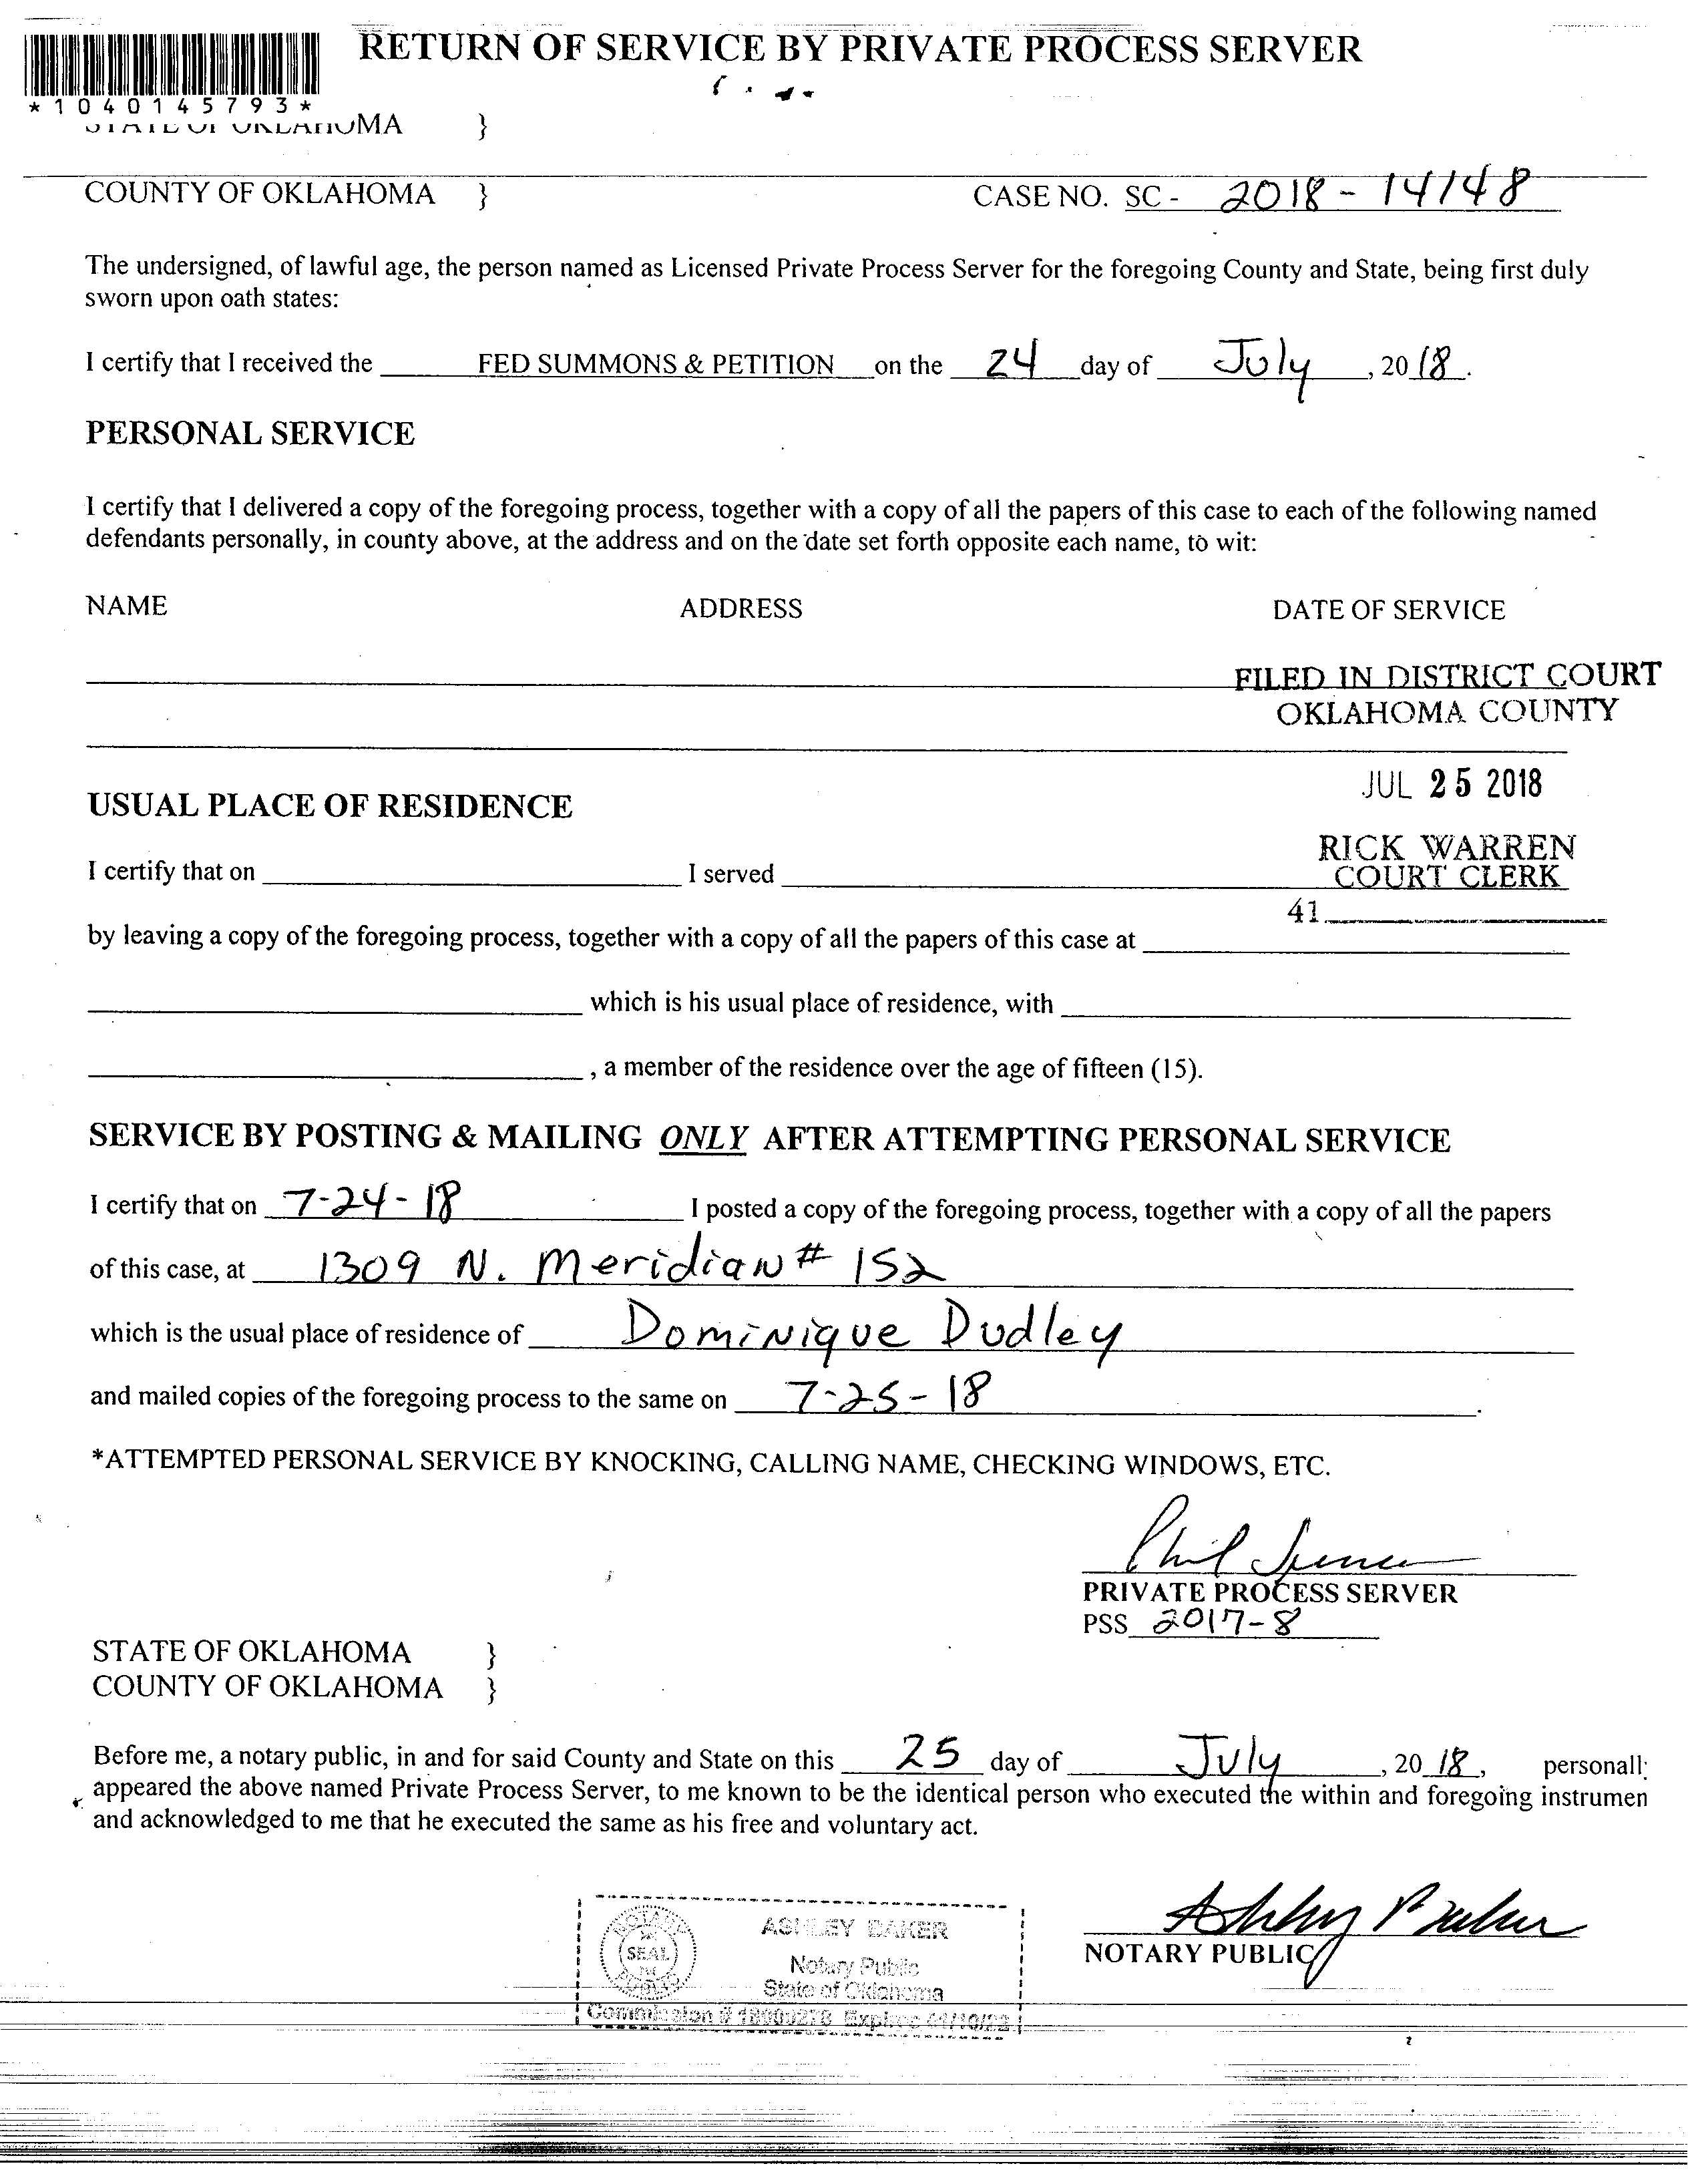 RETURN OF SERVICE BY PRIVATE PROCESS SERVER
*1040145793*
STATE OF OKLAHOMA }
COUNTY OF OKLAHOMA } CASE NO. SC - 2018 - 14148
The undersigned, of lawful age, the person named as Licensed Private Process Server for the foregoing County and State, being first duly
sworn upon oath states:
I certify that I received the FED SUMMONS & PETITION on the 24 day of July , 20 18 .
PERSONAL SERVICE
I certify that I delivered a copy of the foregoing process, together with a copy of all the papers of this case to each of the following named
defendants personally, in county above, at the address and on the date set forth opposite each name, to wit:
NAME ADDRESS DATE OF SERVICE
FILED IN DISTRICT COURT
OKLAHOMA COUNTY
JUL 25 2018
USUAL PLACE OF RESIDENCE
RICK WARREN
COURT CLERK
I certify that on I served
41
by leaving a copy of the foregoing process, together with a copy of all the papers of this case at
which is his usual place of residence, with
, a member of the residence over the age of fifteen (15).
SERVICE BY POSTING & MAILING ONLY AFTER ATTEMPTING PERSONAL SERVICE
I certify that on 7-24-18 I posted a copy of the foregoing process, together with a copy of all the papers
of this case, at 1309 N. Meridian # 152
which is the usual place of residence of Dominique Dudley
and mailed copies of the foregoing process to the same on 7-25-18 .
*ATTEMPTED PERSONAL SERVICE BY KNOCKING, CALLING NAME, CHECKING WINDOWS, ETC.
Phil Spencer
PRIVATE PROCESS SERVER
PSS 2017-8
STATE OF OKLAHOMA }
COUNTY OF OKLAHOMA }
Before me, a notary public, in and for said County and State on this 25 day of July , 20 18 , personall
appeared the above named Private Process Server, to me known to be the identical person who executed the within and foregoing instrumen
and acknowledged to me that he executed the same as his free and voluntary act.
Ashley Baker
NOTARY PUBLIC
NOTARY
SEAL
PUBLIC
ASHLEY BAKER
Notary Public
State of Oklahoma
Commission # Expires